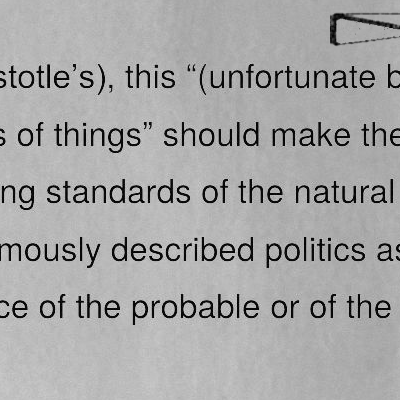 stotle’s), this “(unfortunate b
s of things” should make the
ng standards of the natural
mously described politics as
ce of the probable or of the